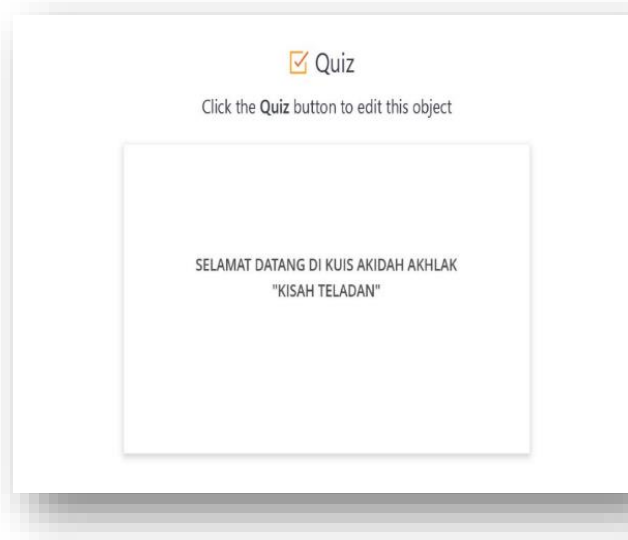 Quiz
Click the Quiz button to edit this object
SELAMAT DATANG DI KUIS AKIDAH AKHLAK
"KISAH TELADAN"